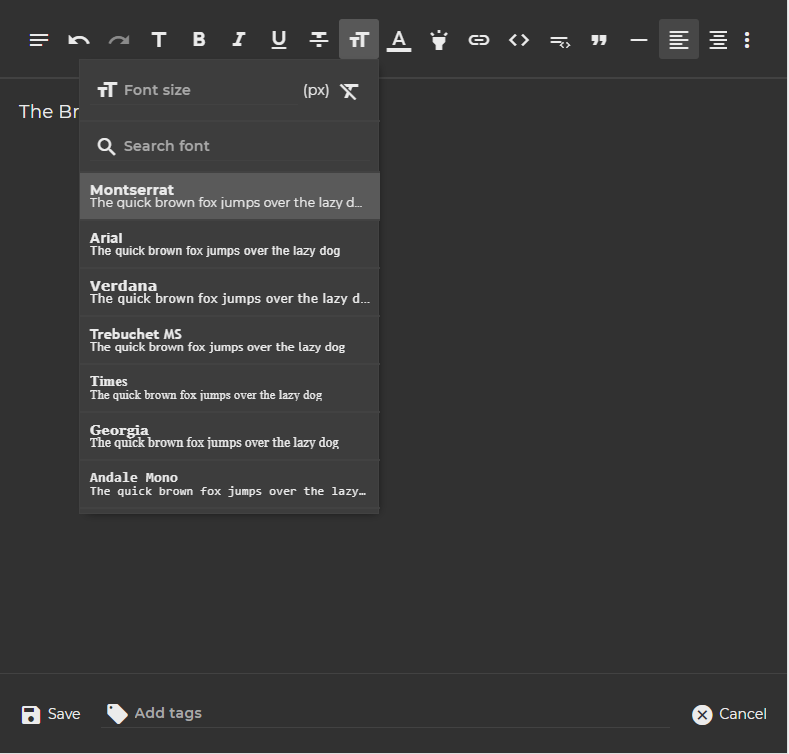 T B I U T TT A
Font size (px)
The Br
Search font
Montserrat
The quick brown fox jumps over the lazy d...
Arial
The quick brown fox jumps over the lazy dog
Verdana
The quick brown fox jumps over the lazy d...
Trebuchet MS
The quick brown fox jumps over the lazy dog
Times
The quick brown fox jumps over the lazy dog
Georgia
The quick brown fox jumps over the lazy dog
Andale Mono
The quick brown fox jumps over the lazy...
Save Add tags Cancel